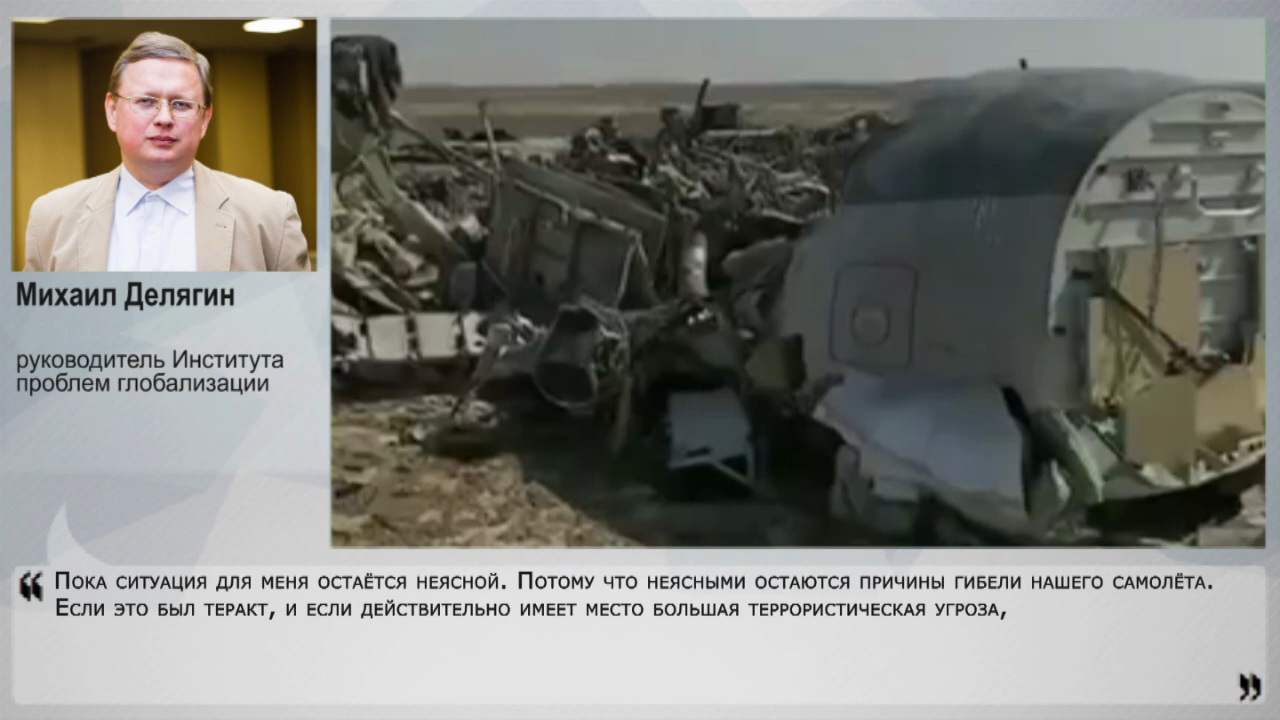 Михаил Делягин
руководитель Института
проблем глобализации
“ Пока ситуация для меня остаётся неясной. Потому что неясными остаются причины гибели нашего самолёта.
Если это был теракт, и если действительно имеет место большая террористическая угроза,
”